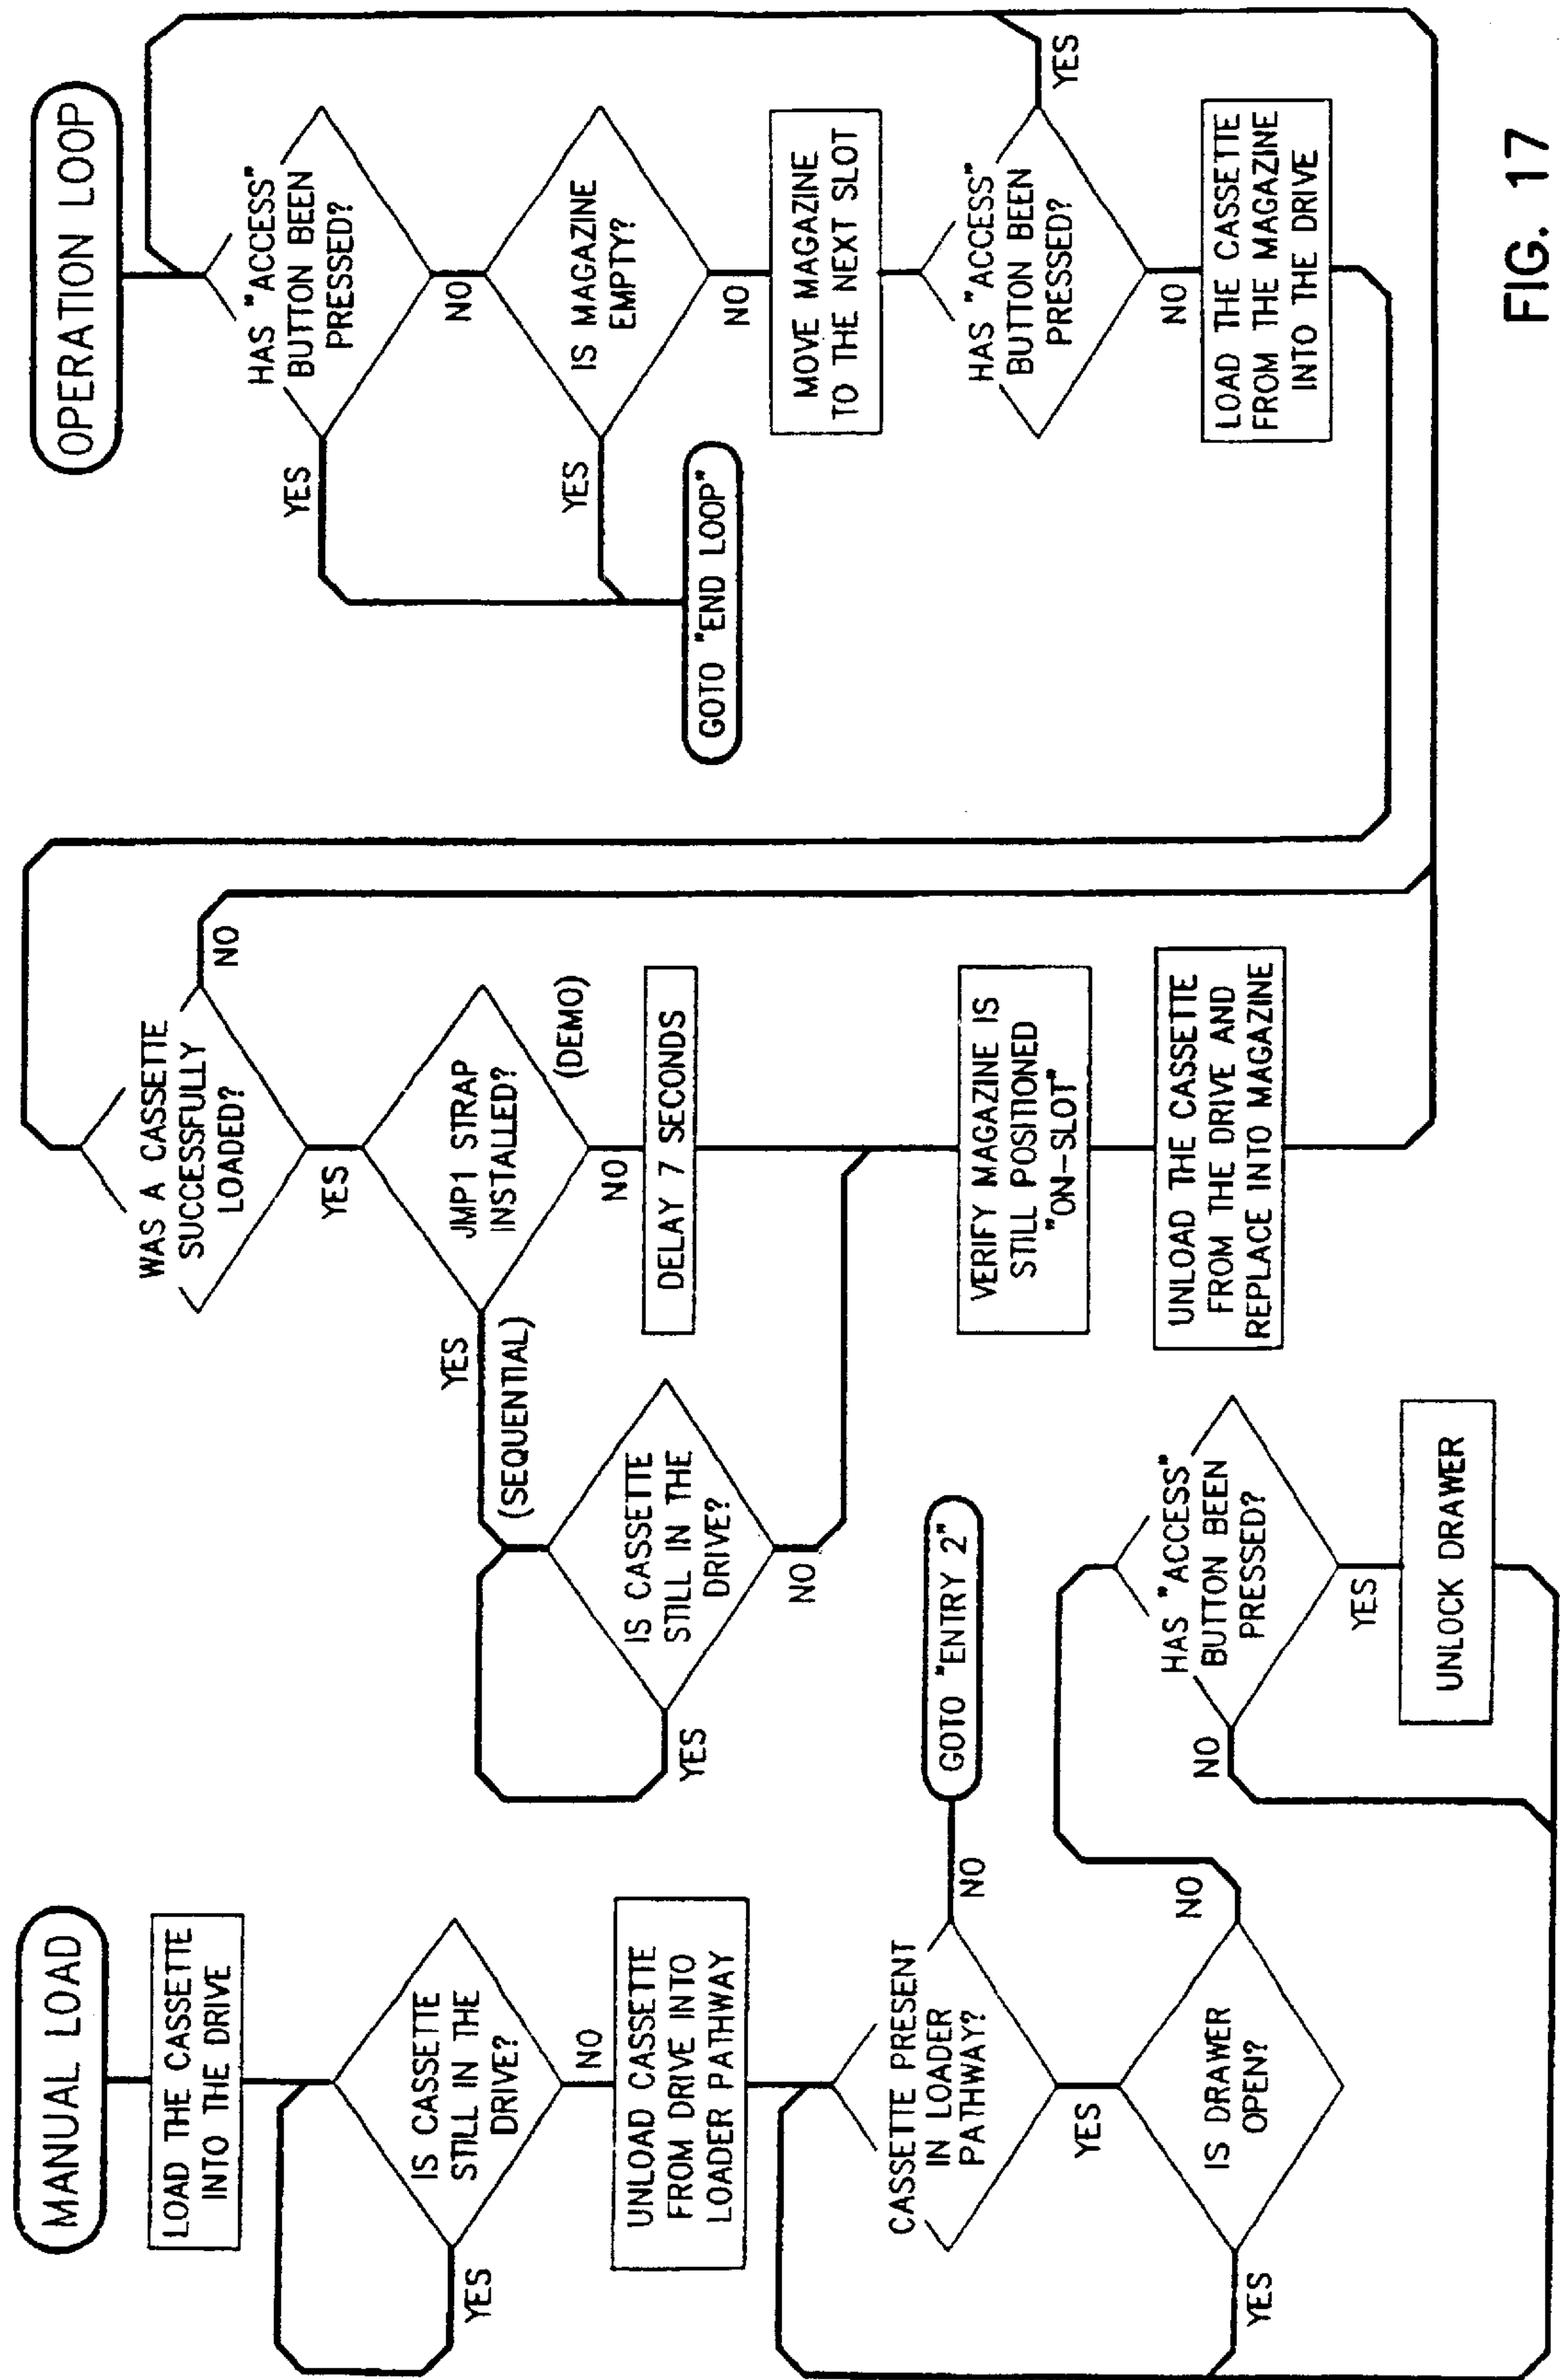 MANUAL LOAD
LOAD THE CASSETTE
INTO THE DRIVE
IS CASSETTE
STILL IN THE
DRIVE?
YES
NO
UNLOAD CASSETTE
FROM DRIVE INTO
LOADER PATHWAY
CASSETTE PRESENT
IN LOADER
PATHWAY?
NO
GOTO "ENTRY 2"
YES
IS DRAWER
OPEN?
YES
NO
HAS "ACCESS"
BUTTON BEEN
PRESSED?
NO
YES
UNLOCK DRAWER
WAS A CASSETTE
SUCCESSFULLY
LOADED?
NO
YES
JMP1 STRAP
INSTALLED?
YES
(SEQUENTIAL)
(DEMO)
NO
IS CASSETTE
STILL IN THE
DRIVE?
YES
NO
DELAY 7 SECONDS
VERIFY MAGAZINE IS
STILL POSITIONED
"ON-SLOT"
UNLOAD THE CASSETTE
FROM THE DRIVE AND
REPLACE INTO MAGAZINE
OPERATION LOOP
HAS "ACCESS"
BUTTON BEEN
PRESSED?
YES
NO
IS MAGAZINE
EMPTY?
YES
NO
GOTO "END LOOP"
MOVE MAGAZINE
TO THE NEXT SLOT
HAS "ACCESS"
BUTTON BEEN
PRESSED?
YES
NO
LOAD THE CASSETTE
FROM THE MAGAZINE
INTO THE DRIVE
FIG. 17